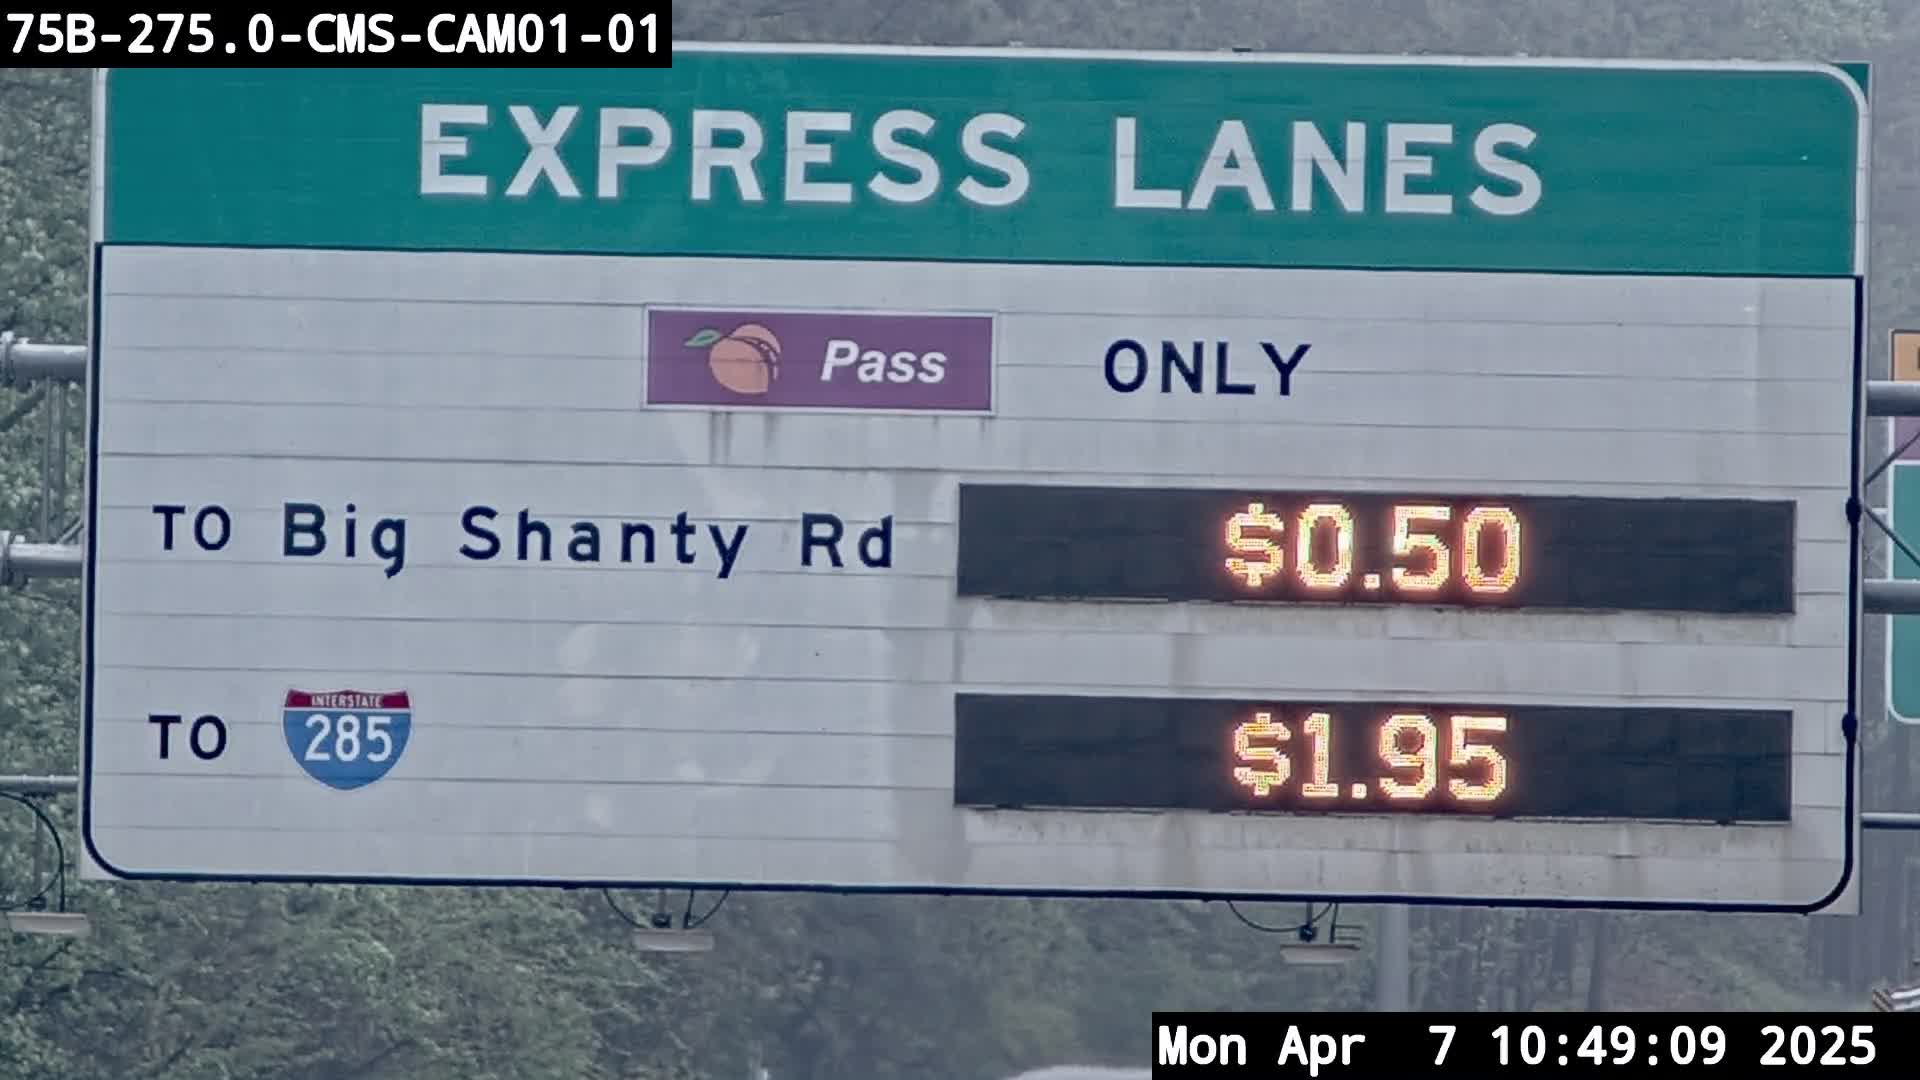 75B-275.0-CMS-CAM01-01
EXPRESS LANES
Pass ONLY
TO Big Shanty Rd $0.50
INTERSTATE
TO 285 $1.95
Mon Apr 7 10:49:09 2025